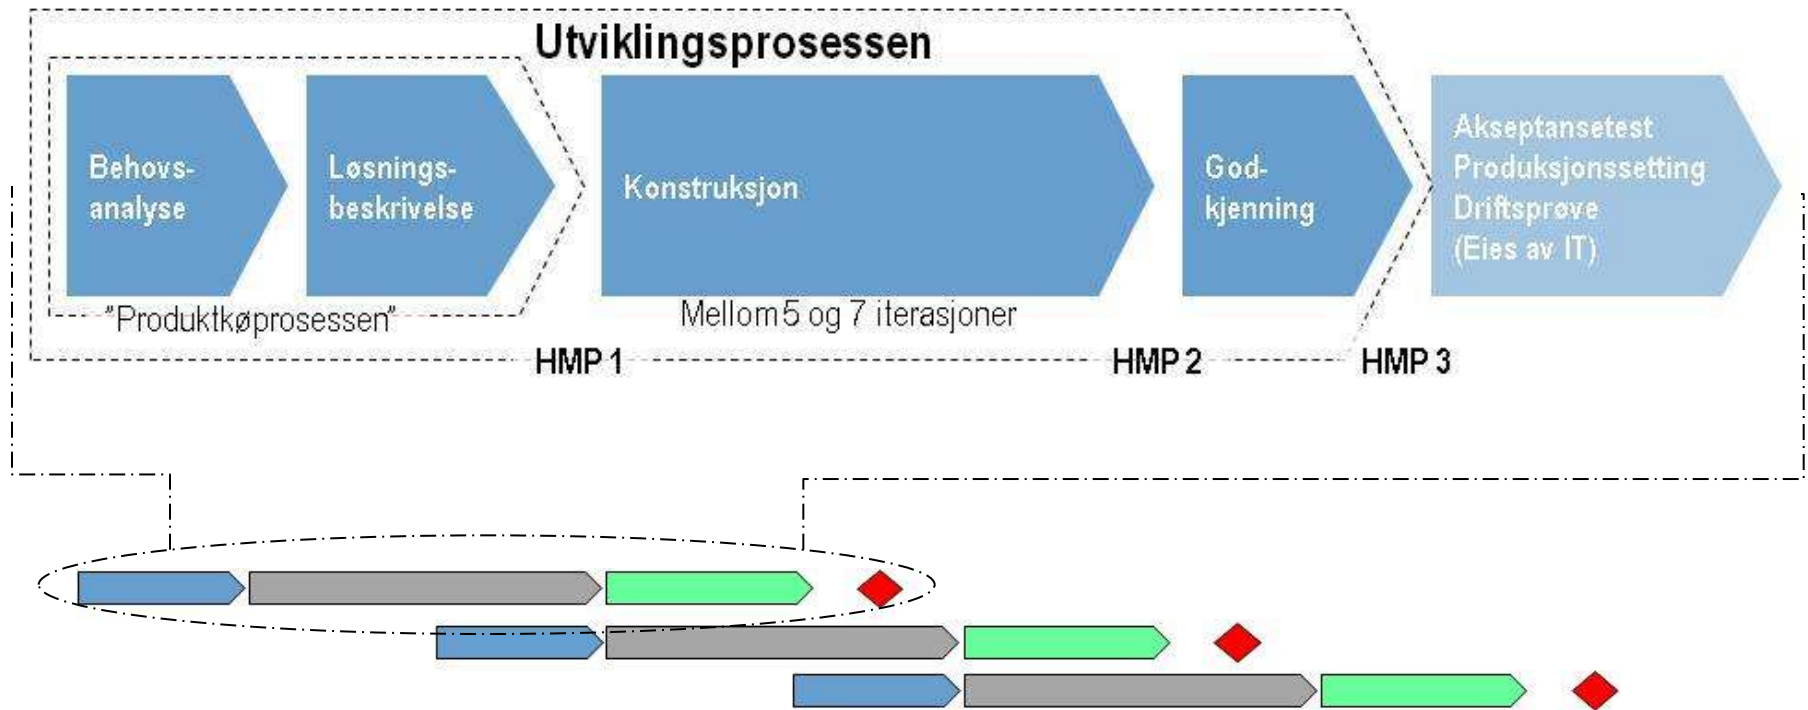 Utviklingsprosessen
Behovs-
analyse
Løsnings-
beskrivelse
Konstruksjon
God-
kjenning
Akseptansetest
Produksjonssetting
Driftsprøve
(Eies av IT)
"Produktkøprosessen"
Mellom 5 og 7 iterasjoner
HMP 1
HMP 2
HMP 3